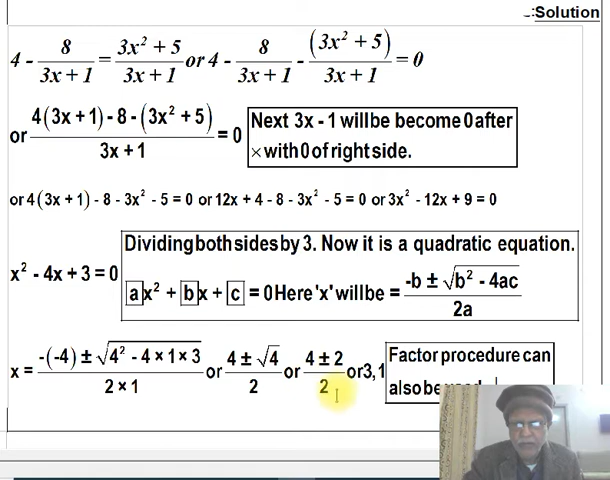 :Solution
4 - 8/(3x + 1) = (3x² + 5)/(3x + 1) or 4 - 8/(3x + 1) - (3x² + 5)/(3x + 1) = 0
or (4(3x + 1) - 8 - (3x² + 5))/(3x + 1) = 0
Next 3x - 1 will be become 0 after
× with 0 of right side.
or 4(3x + 1) - 8 - 3x² - 5 = 0 or 12x + 4 - 8 - 3x² - 5 = 0 or 3x² - 12x + 9 = 0
x² - 4x + 3 = 0
Dividing both sides by 3. Now it is a quadratic equation.
ax² + bx + c = 0 Here 'x' will be = (-b ± √(b² - 4ac))/2a
x = (-(-4) ± √(4² - 4 × 1 × 3))/(2 × 1) or (4 ± √4)/2 or (4 ± 2)/2 or 3, 1
Factor procedure can
also be